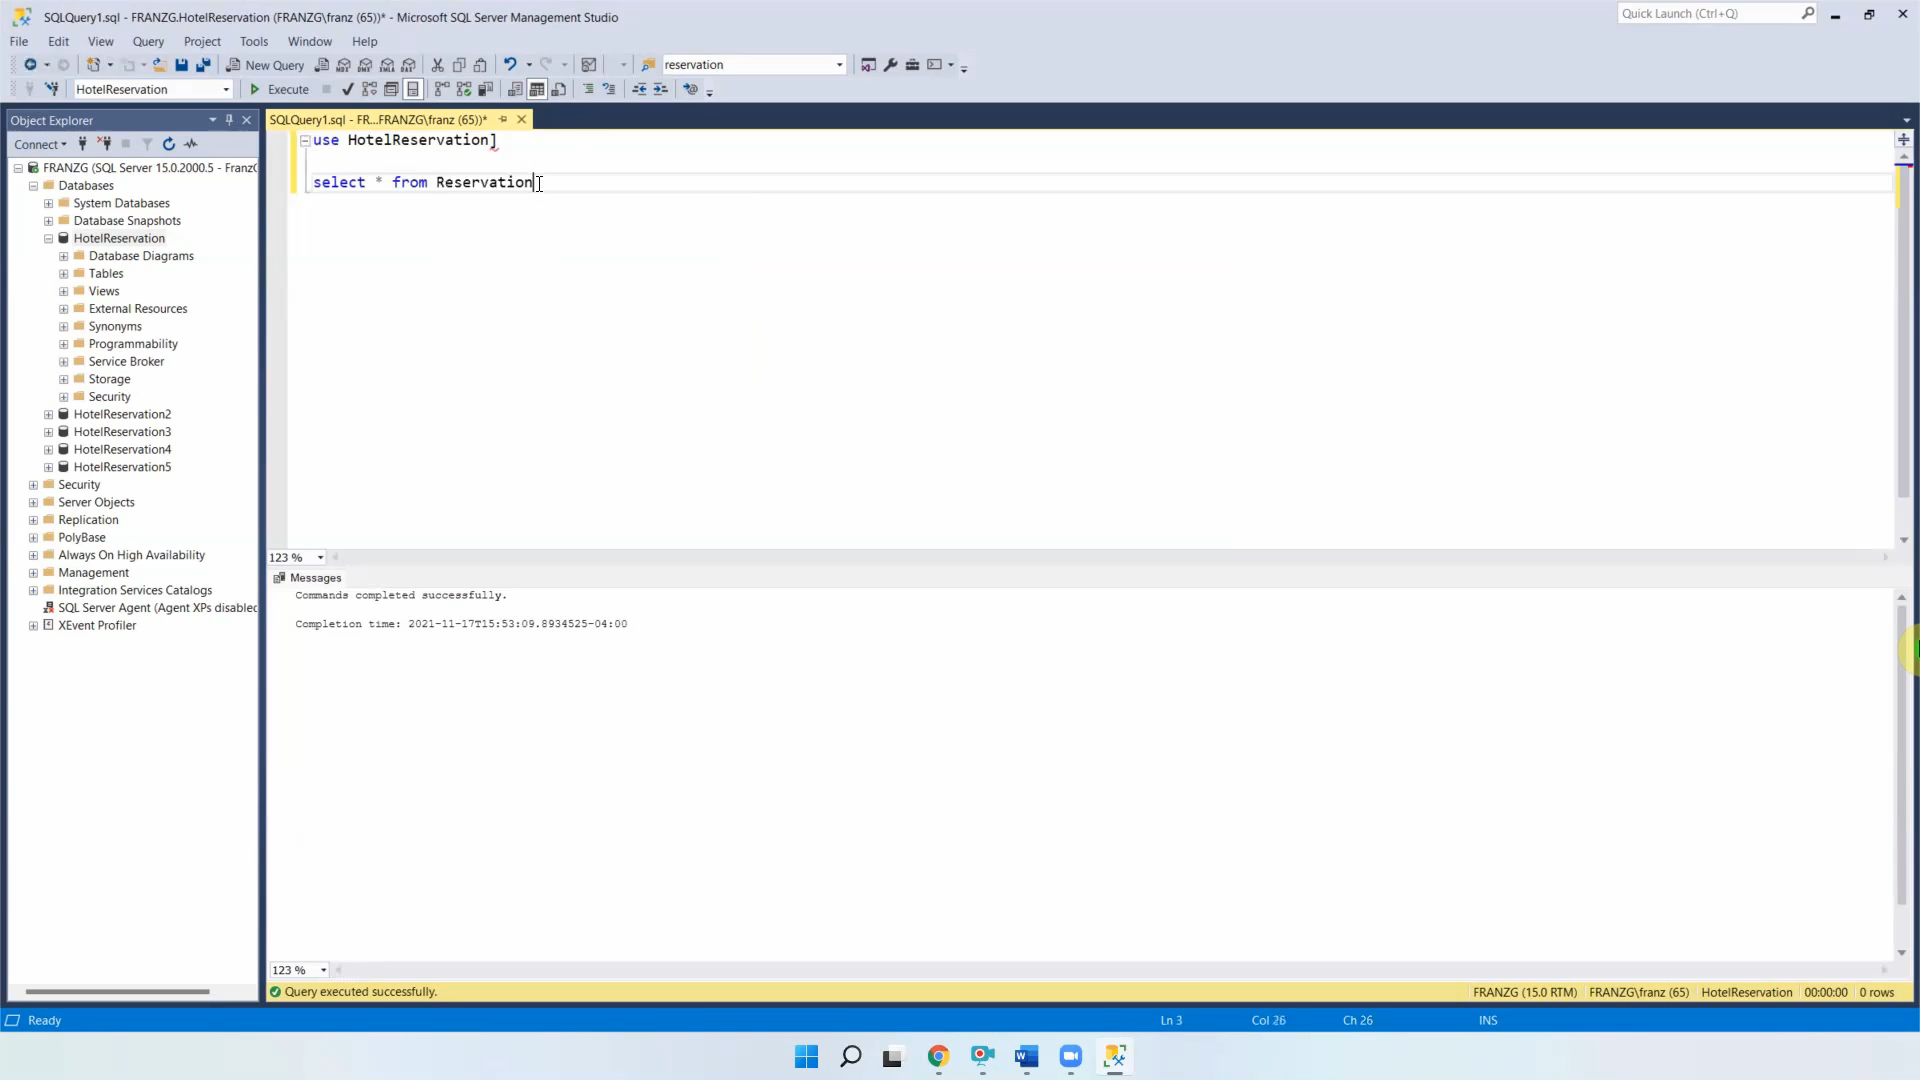 SQLQuery1.sql - FRANZG.HotelReservation (FRANZG\franz (65))* - Microsoft SQL Server Management Studio
Quick Launch (Ctrl+Q)
File Edit View Query Project Tools Window Help
New Query
reservation
HotelReservation
Execute
Object Explorer
SQLQuery1.sql - FR...FRANZG\franz (65))*
Connect
FRANZG (SQL Server 15.0.2000.5 - FranzG
Databases
System Databases
Database Snapshots
HotelReservation
Database Diagrams
Tables
Views
External Resources
Synonyms
Programmability
Service Broker
Storage
Security
HotelReservation2
HotelReservation3
HotelReservation4
HotelReservation5
Security
Server Objects
Replication
PolyBase
Always On High Availability
Management
Integration Services Catalogs
SQL Server Agent (Agent XPs disabled
XEvent Profiler
use HotelReservation]
select * from Reservation
123 %
Messages
Commands completed successfully.
Completion time: 2021-11-17T15:53:09.8934525-04:00
123 %
Query executed successfully.
FRANZG (15.0 RTM) FRANZG\franz (65) HotelReservation 00:00:00 0 rows
Ready
Ln 3 Col 26 Ch 26 INS